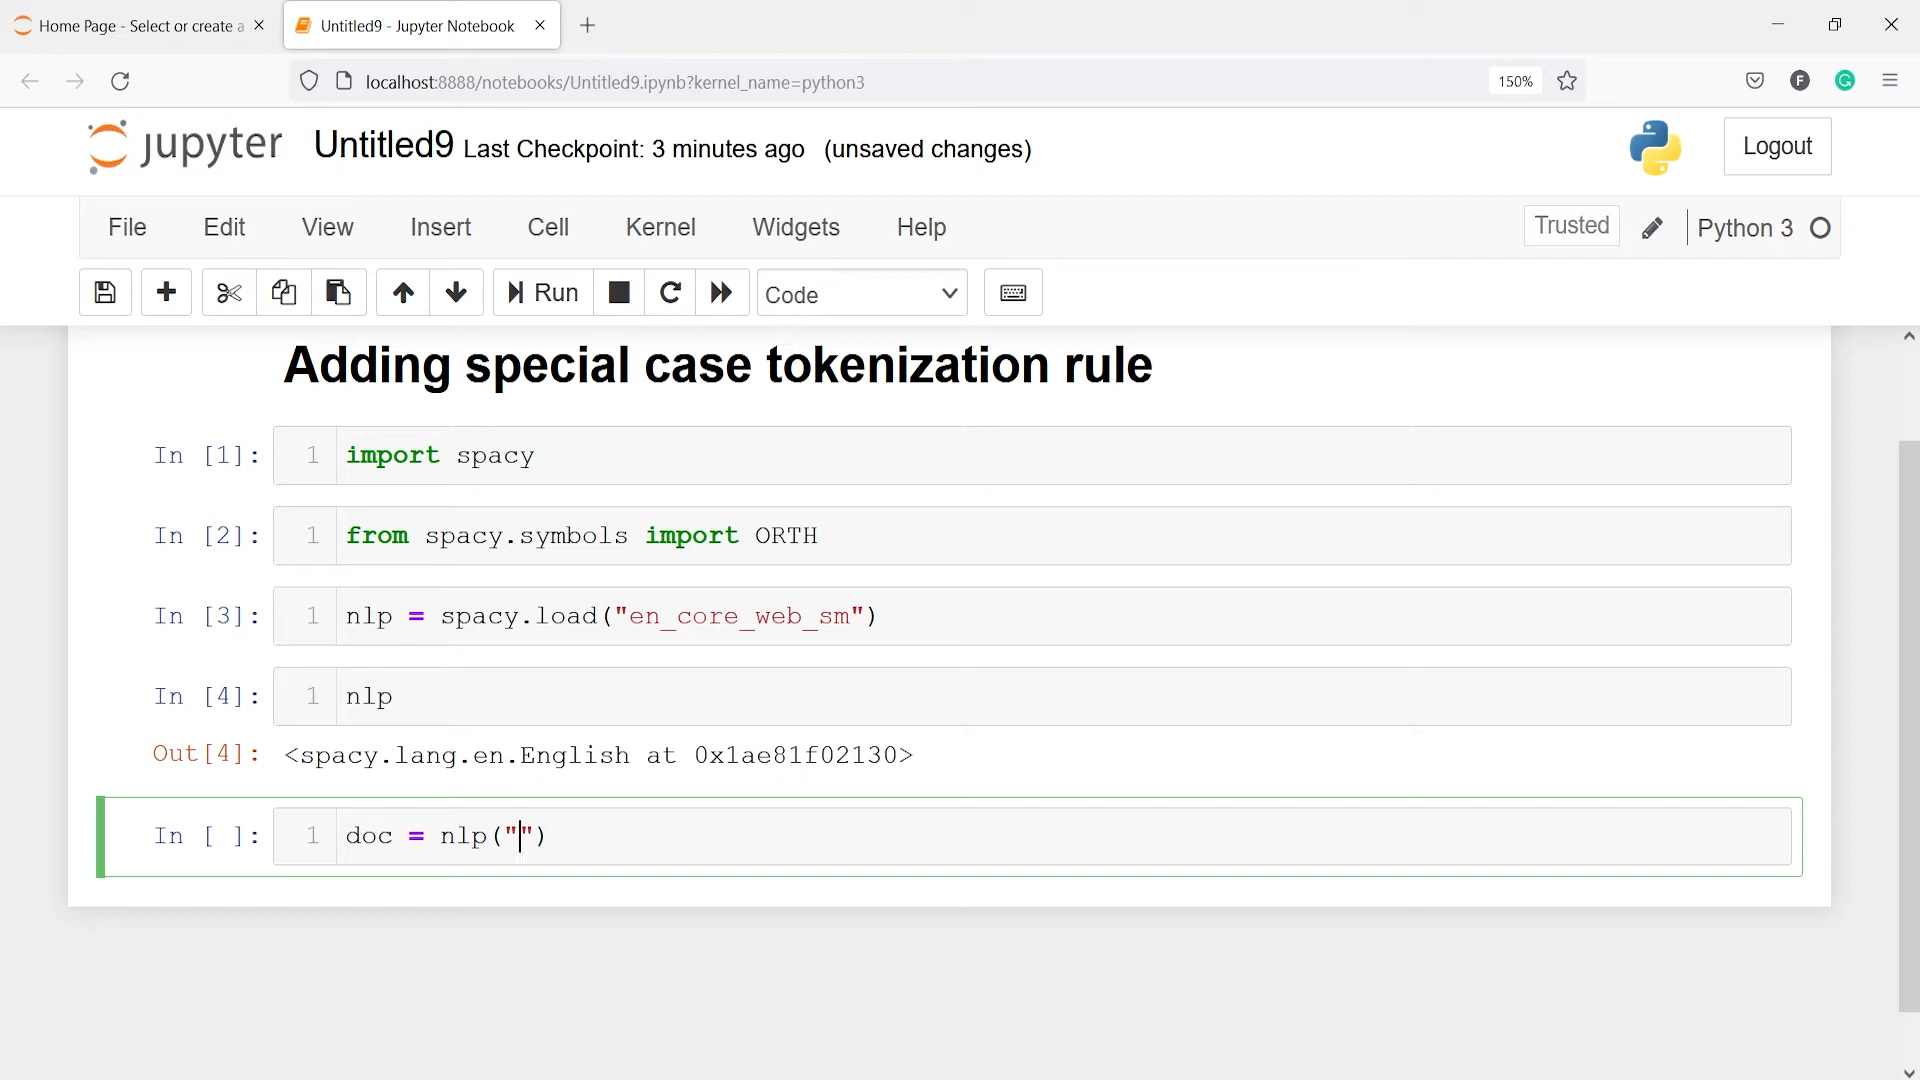 Home Page - Select or create a
Untitled9 - Jupyter Notebook
localhost:8888/notebooks/Untitled9.ipynb?kernel_name=python3
150%
F
G
jupyter Untitled9 Last Checkpoint: 3 minutes ago (unsaved changes)
Logout
File Edit View Insert Cell Kernel Widgets Help
Trusted
Python 3
Run
Code
Adding special case tokenization rule
In [1]: 1 import spacy
In [2]: 1 from spacy.symbols import ORTH
In [3]: 1 nlp = spacy.load("en_core_web_sm")
In [4]: 1 nlp
Out[4]: <spacy.lang.en.English at 0x1ae81f02130>
In [ ]: 1 doc = nlp("")